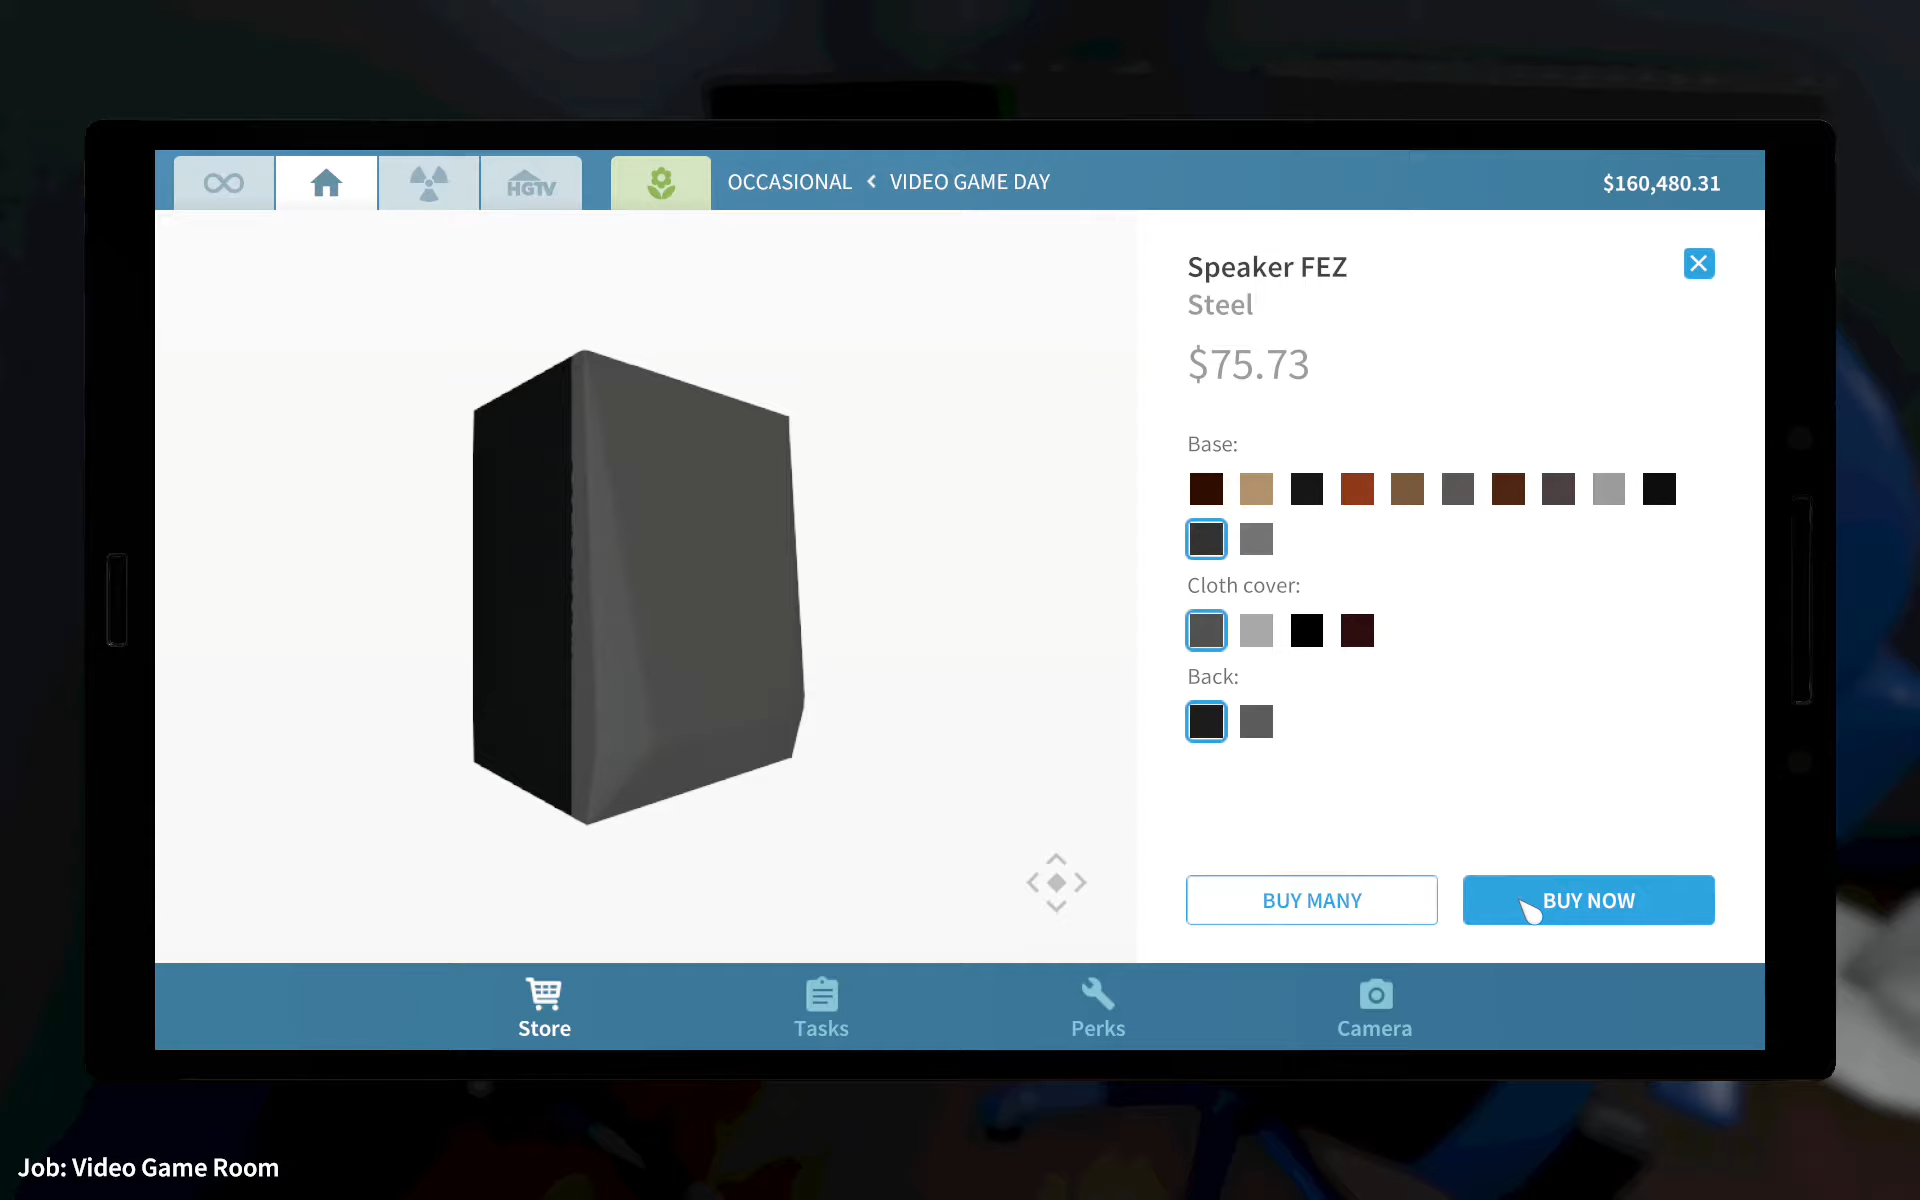 HGTV
OCCASIONAL < VIDEO GAME DAY
$160,480.31
Speaker FEZ
Steel
$75.73
Base:
Cloth cover:
Back:
BUY MANY
BUY NOW
Store
Tasks
Perks
Camera
Job: Video Game Room